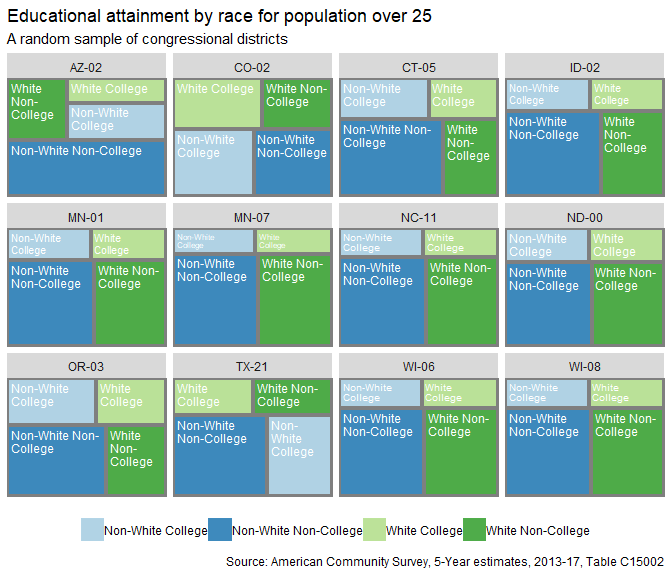 Educational attainment by race for population over 25
A random sample of congressional districts
AZ-02
CO-02
CT-05
ID-02
White
Non-
College
White College
Non-White
College
Non-White Non-College
White College
White Non-
College
Non-White
College
Non-White
Non-College
Non-White
College
White
College
Non-White Non-
College
White
Non-
College
Non-White
College
White
College
Non-White
Non-College
White
Non-
College
MN-01
MN-07
NC-11
ND-00
Non-White
College
White
College
Non-White
Non-College
White Non-
College
Non-White
College
White
College
Non-White
Non-College
White Non-
College
Non-White
College
White
College
Non-White
Non-College
White Non-
College
Non-White
College
White
College
Non-White
Non-College
White Non-
College
OR-03
TX-21
WI-06
WI-08
Non-White
College
White
College
Non-White Non-
College
White
Non-
College
White
College
White Non-
College
Non-White
Non-College
Non-
White
College
Non-White
College
White
College
Non-White
Non-College
White Non-
College
Non-White
College
White
College
Non-White
Non-College
White Non-
College
Non-White College
Non-White Non-College
White College
White Non-College
Source: American Community Survey, 5-Year estimates, 2013-17, Table C15002